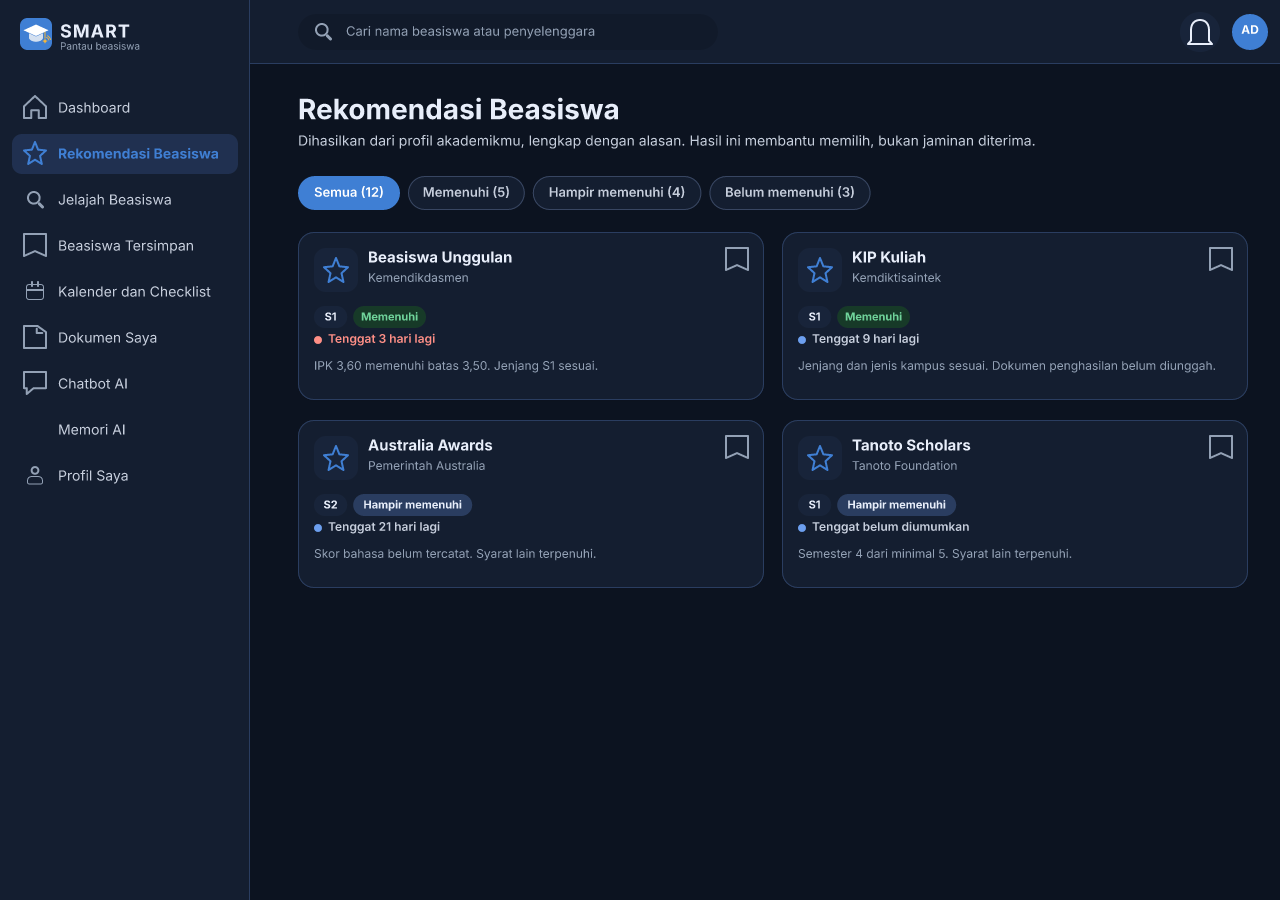 SMART
Pantau beasiswa
Cari nama beasiswa atau penyelenggara
AD
Dashboard
Rekomendasi Beasiswa
Jelajah Beasiswa
Beasiswa Tersimpan
Kalender dan Checklist
Dokumen Saya
Chatbot AI
Memori AI
Profil Saya
Rekomendasi Beasiswa
Dihasilkan dari profil akademikmu, lengkap dengan alasan. Hasil ini membantu memilih, bukan jaminan diterima.
Semua (12) Memenuhi (5) Hampir memenuhi (4) Belum memenuhi (3)
Beasiswa Unggulan
Kemendikdasmen
S1 Memenuhi
Tenggat 3 hari lagi
IPK 3,60 memenuhi batas 3,50. Jenjang S1 sesuai.
KIP Kuliah
Kemdiktisaintek
S1 Memenuhi
Tenggat 9 hari lagi
Jenjang dan jenis kampus sesuai. Dokumen penghasilan belum diunggah.
Australia Awards
Pemerintah Australia
S2 Hampir memenuhi
Tenggat 21 hari lagi
Skor bahasa belum tercatat. Syarat lain terpenuhi.
Tanoto Scholars
Tanoto Foundation
S1 Hampir memenuhi
Tenggat belum diumumkan
Semester 4 dari minimal 5. Syarat lain terpenuhi.